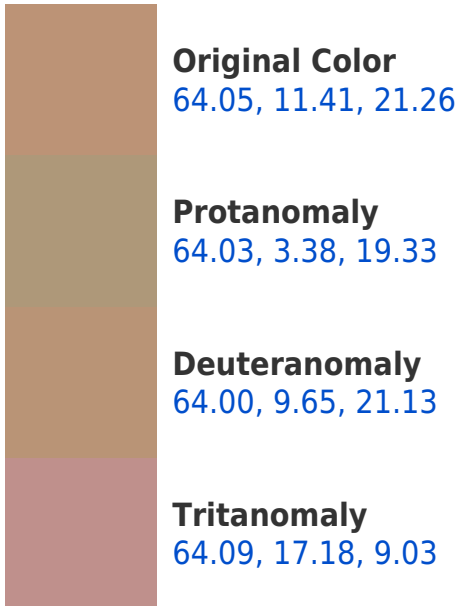 Original Color
64.05, 11.41, 21.26
Protanomaly
64.03, 3.38, 19.33
Deuteranomaly
64.00, 9.65, 21.13
Tritanomaly
64.09, 17.18, 9.03